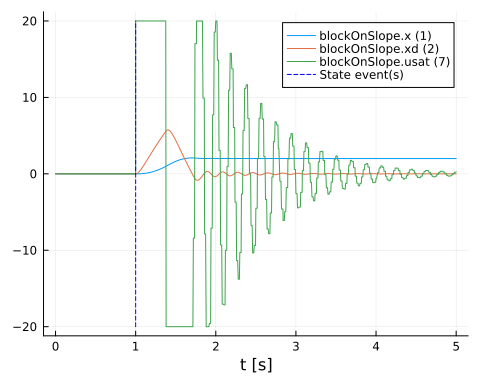 20
10
0
−10
−20
blockOnSlope.x (1)
blockOnSlope.xd (2)
blockOnSlope.usat (7)
State event(s)
0 1 2 3 4 5
t [s]